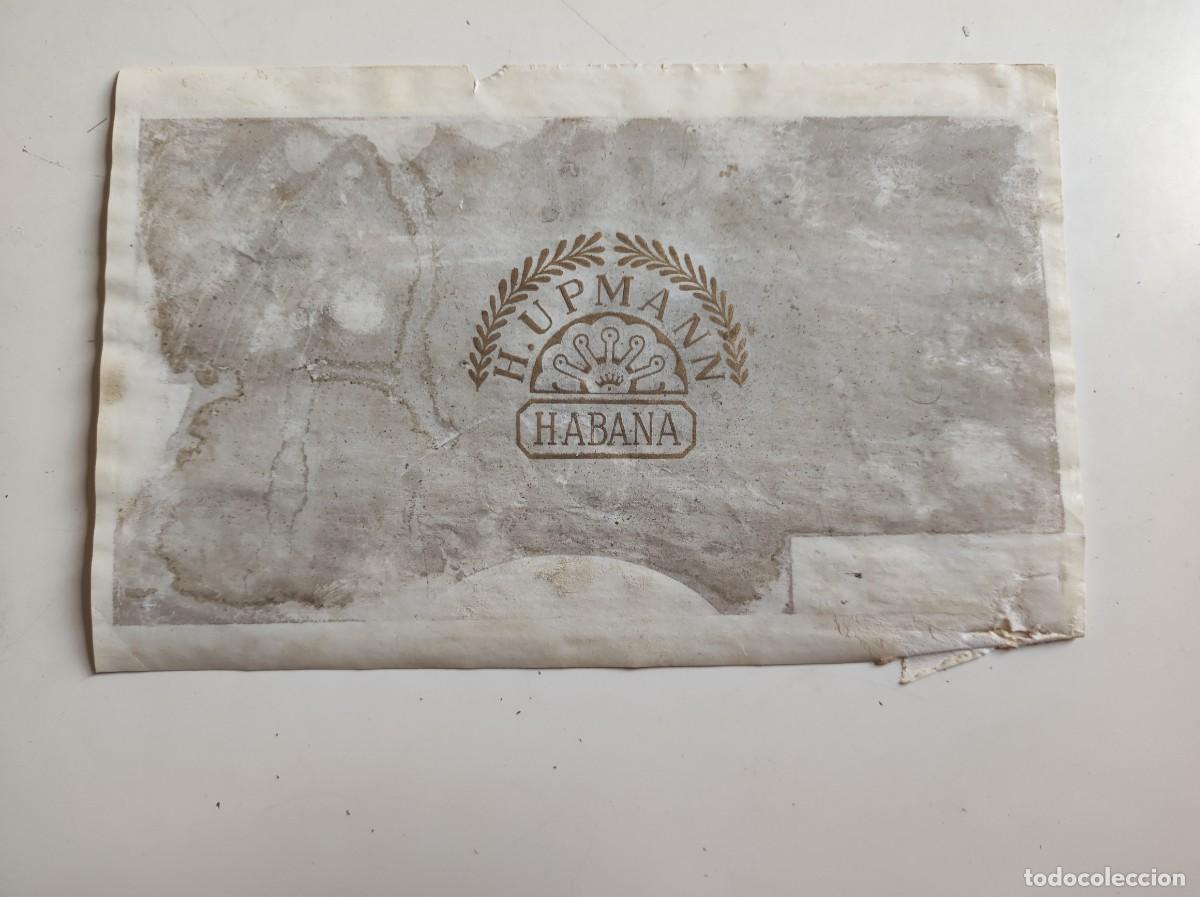 H. UPMANN
HABANA
todocoleccion